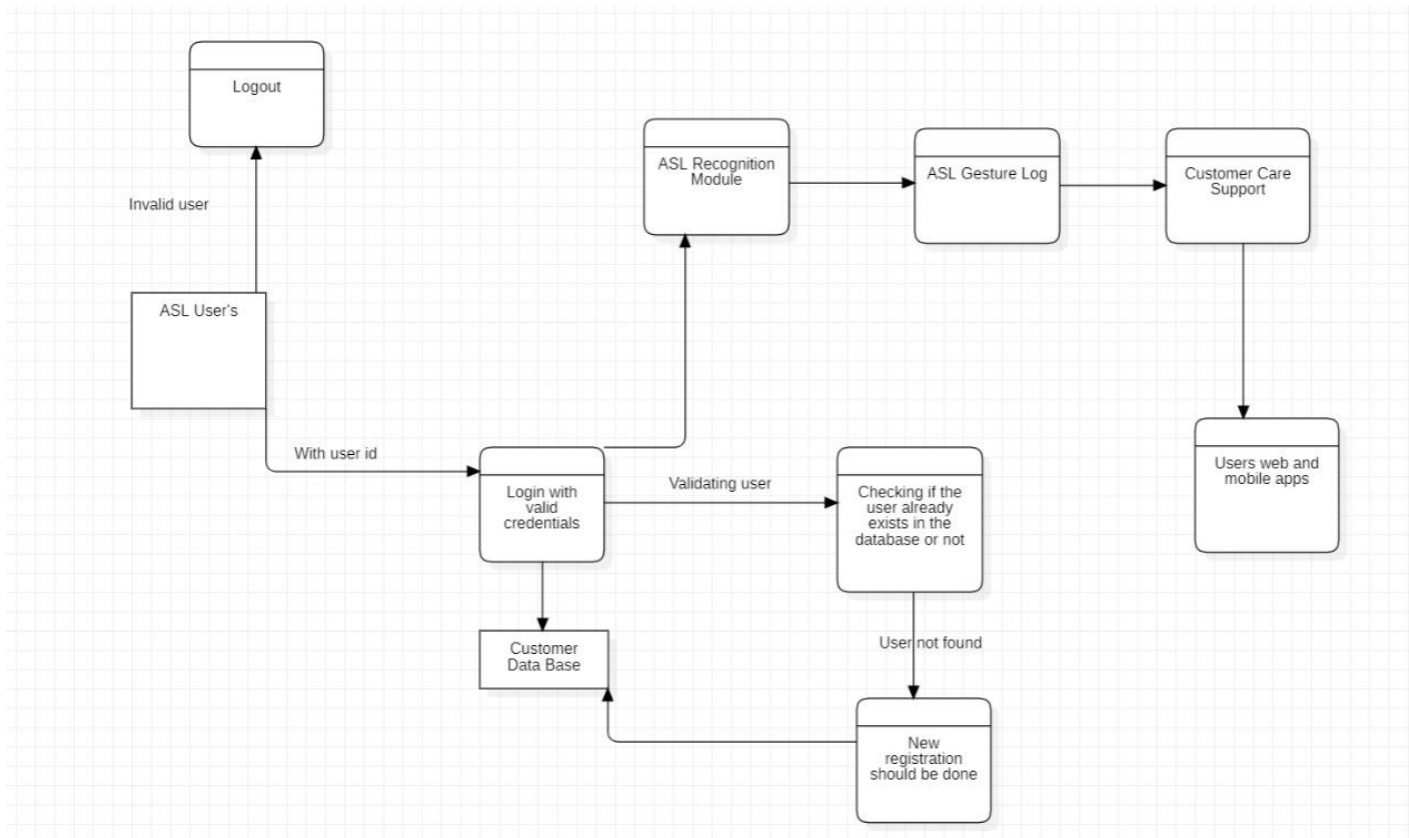 Logout
Invalid user
ASL User's
ASL Recognition
Module
ASL Gesture Log
Customer Care
Support
With user id
Login with
valid
credentials
Validating user
Checking if the
user already
exists in the
database or not
Users web and
mobile apps
Customer
Data Base
User not found
New
registration
should be done